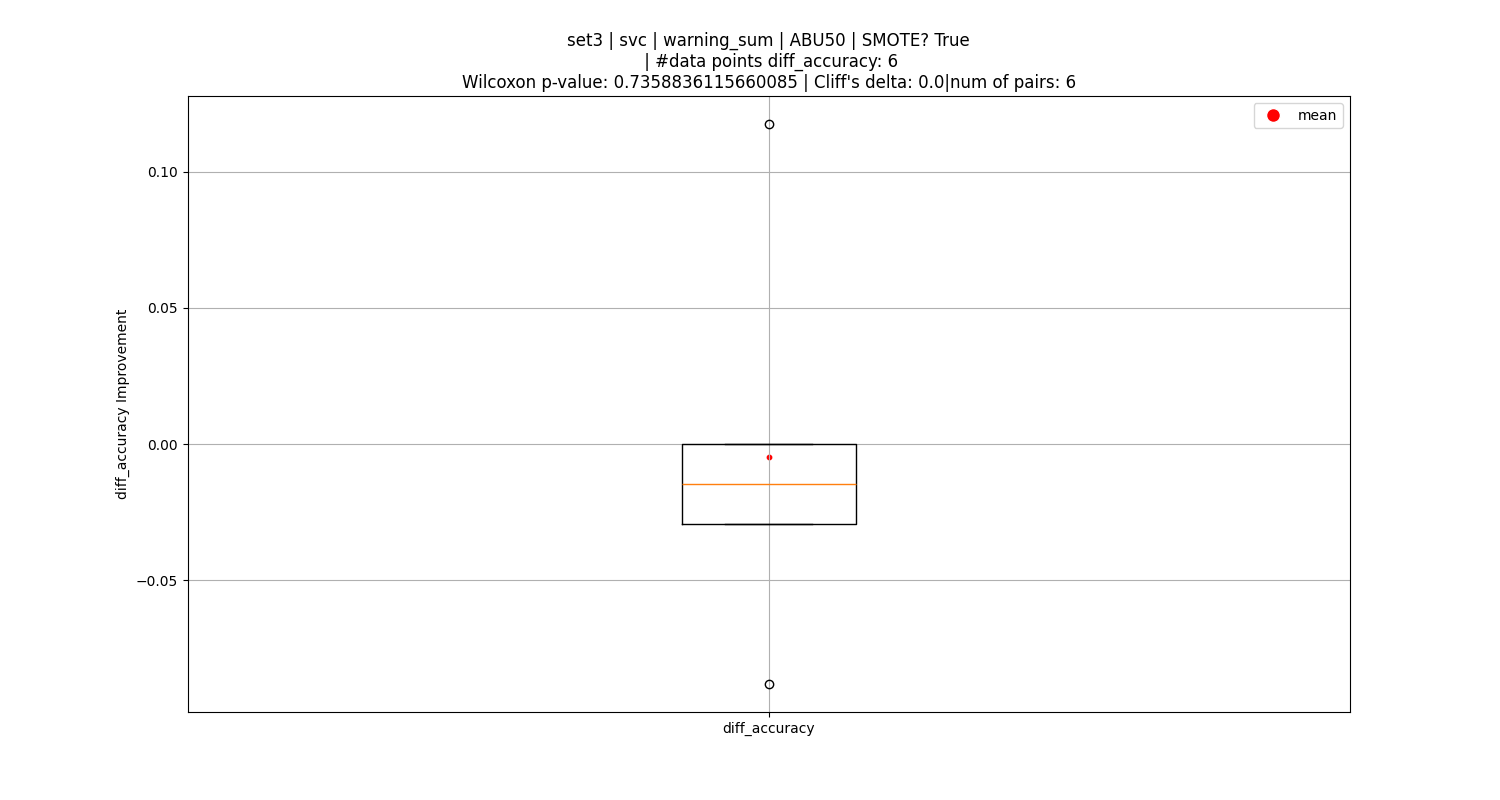 set3 | svc | warning_sum | ABU50 | SMOTE? True
| #data points diff_accuracy: 6
Wilcoxon p-value: 0.7358836115660085 | Cliff's delta: 0.0|num of pairs: 6
mean
0.10
0.05
0.00
−0.05
diff_accuracy Improvement
diff_accuracy